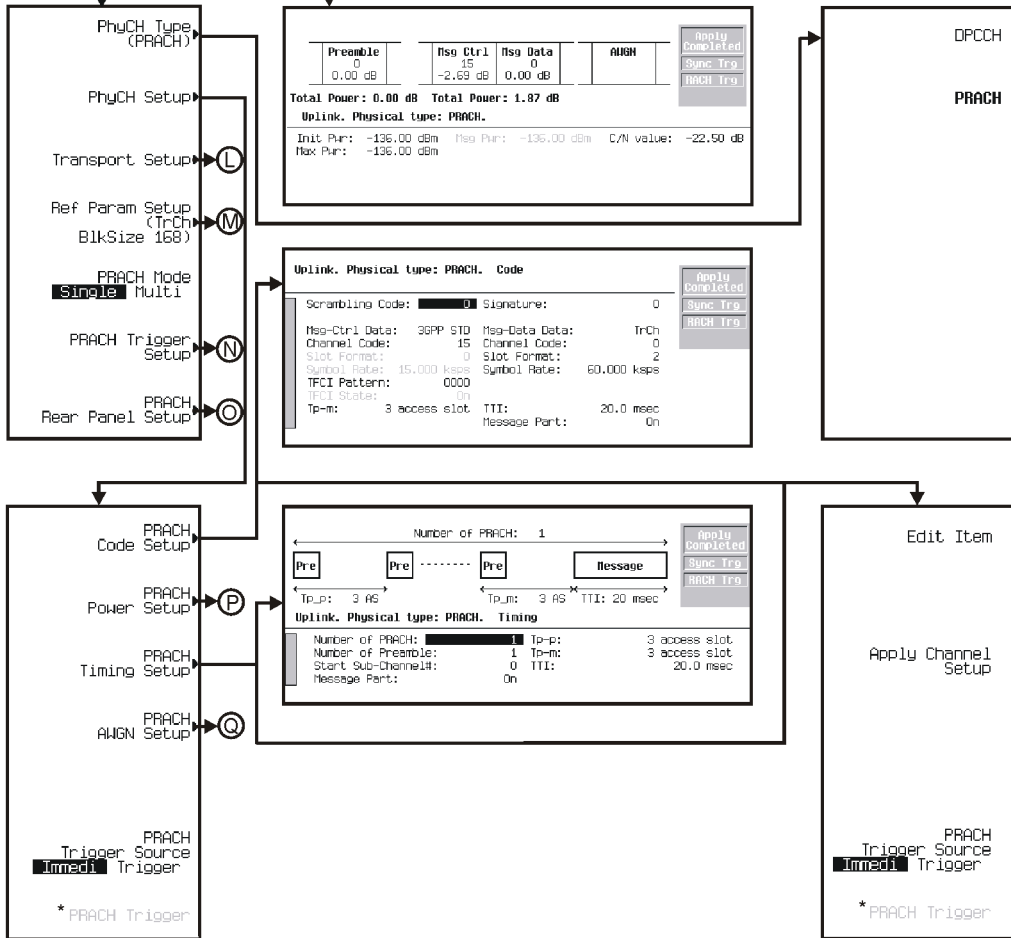 PhyCH Type
(PRACH)
PhyCH Setup
Transport Setup
L
Ref Param Setup
(TrCh
BlkSize 168)
M
PRACH Mode
Single Multi
PRACH Trigger
Setup
N
PRACH
Rear Panel Setup
O
Preamble
0
0.00 dB
Msg Ctrl
15
-2.69 dB
Msg Data
0
0.00 dB
AWGN
Apply
Completed
Sync Trg
RACH Trg
Total Power: 0.00 dB Total Power: 1.87 dB
Uplink. Physical type: PRACH.
Init Pwr: -136.00 dBm Msg Pwr: -136.00 dBm C/N value: -22.50 dB
Max Pwr: -136.00 dBm
DPCCH
PRACH
Uplink. Physical type: PRACH. Code
Apply
Completed
Sync Trg
RACH Trg
Scrambling Code: 0 Signature: 0
Msg-Ctrl Data: 3GPP STD Msg-Data Data: TrCh
Channel Code: 15 Channel Code: 0
Slot Format: 0 Slot Format: 2
Symbol Rate: 15.000 ksps Symbol Rate: 60.000 ksps
TFCI Pattern: 0000
TFCI State: On
Tp-m: 3 access slot TTI: 20.0 msec
Message Part: On
PRACH
Code Setup
PRACH
Power Setup
P
PRACH
Timing Setup
PRACH
AWGN Setup
Q
PRACH
Trigger Source
Immedi Trigger
* PRACH Trigger
Number of PRACH: 1
Pre Pre Pre Message
Tp_p: 3 AS Tp_m: 3 AS TTI: 20 msec
Apply
Completed
Sync Trg
RACH Trg
Uplink. Physical type: PRACH. Timing
Number of PRACH: 1 Tp-p: 3 access slot
Number of Preamble: 1 Tp-m: 3 access slot
Start Sub-Channel#: 0 TTI: 20.0 msec
Message Part: On
Edit Item
Apply Channel
Setup
PRACH
Trigger Source
Immedi Trigger
* PRACH Trigger